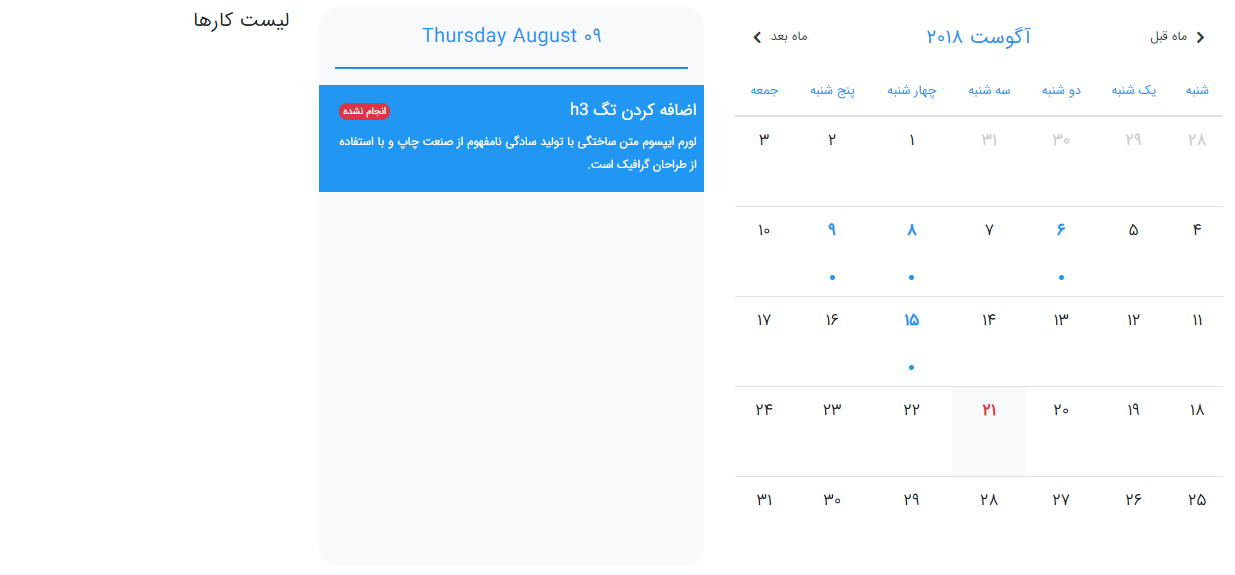 ماه قبل
آگوست ۲۰۱۸
ماه بعد
شنبه یک شنبه دو شنبه سه شنبه چهار شنبه پنج شنبه جمعه
۲۸ ۲۹ ۳۰ ۳۱ ۱ ۲ ۳
۴ ۵ ۶ ۷ ۸ ۹ ۱۰
۱۱ ۱۲ ۱۳ ۱۴ ۱۵ ۱۶ ۱۷
۱۸ ۱۹ ۲۰ ۲۱ ۲۲ ۲۳ ۲۴
۲۵ ۲۶ ۲۷ ۲۸ ۲۹ ۳۰ ۳۱
Thursday August ۰۹
اضافه کردن تگ h3
انجام نشده
لورم ایپسوم متن ساختگی با تولید سادگی نامفهوم از صنعت چاپ و با استفاده
از طراحان گرافیک است.
لیست کارها